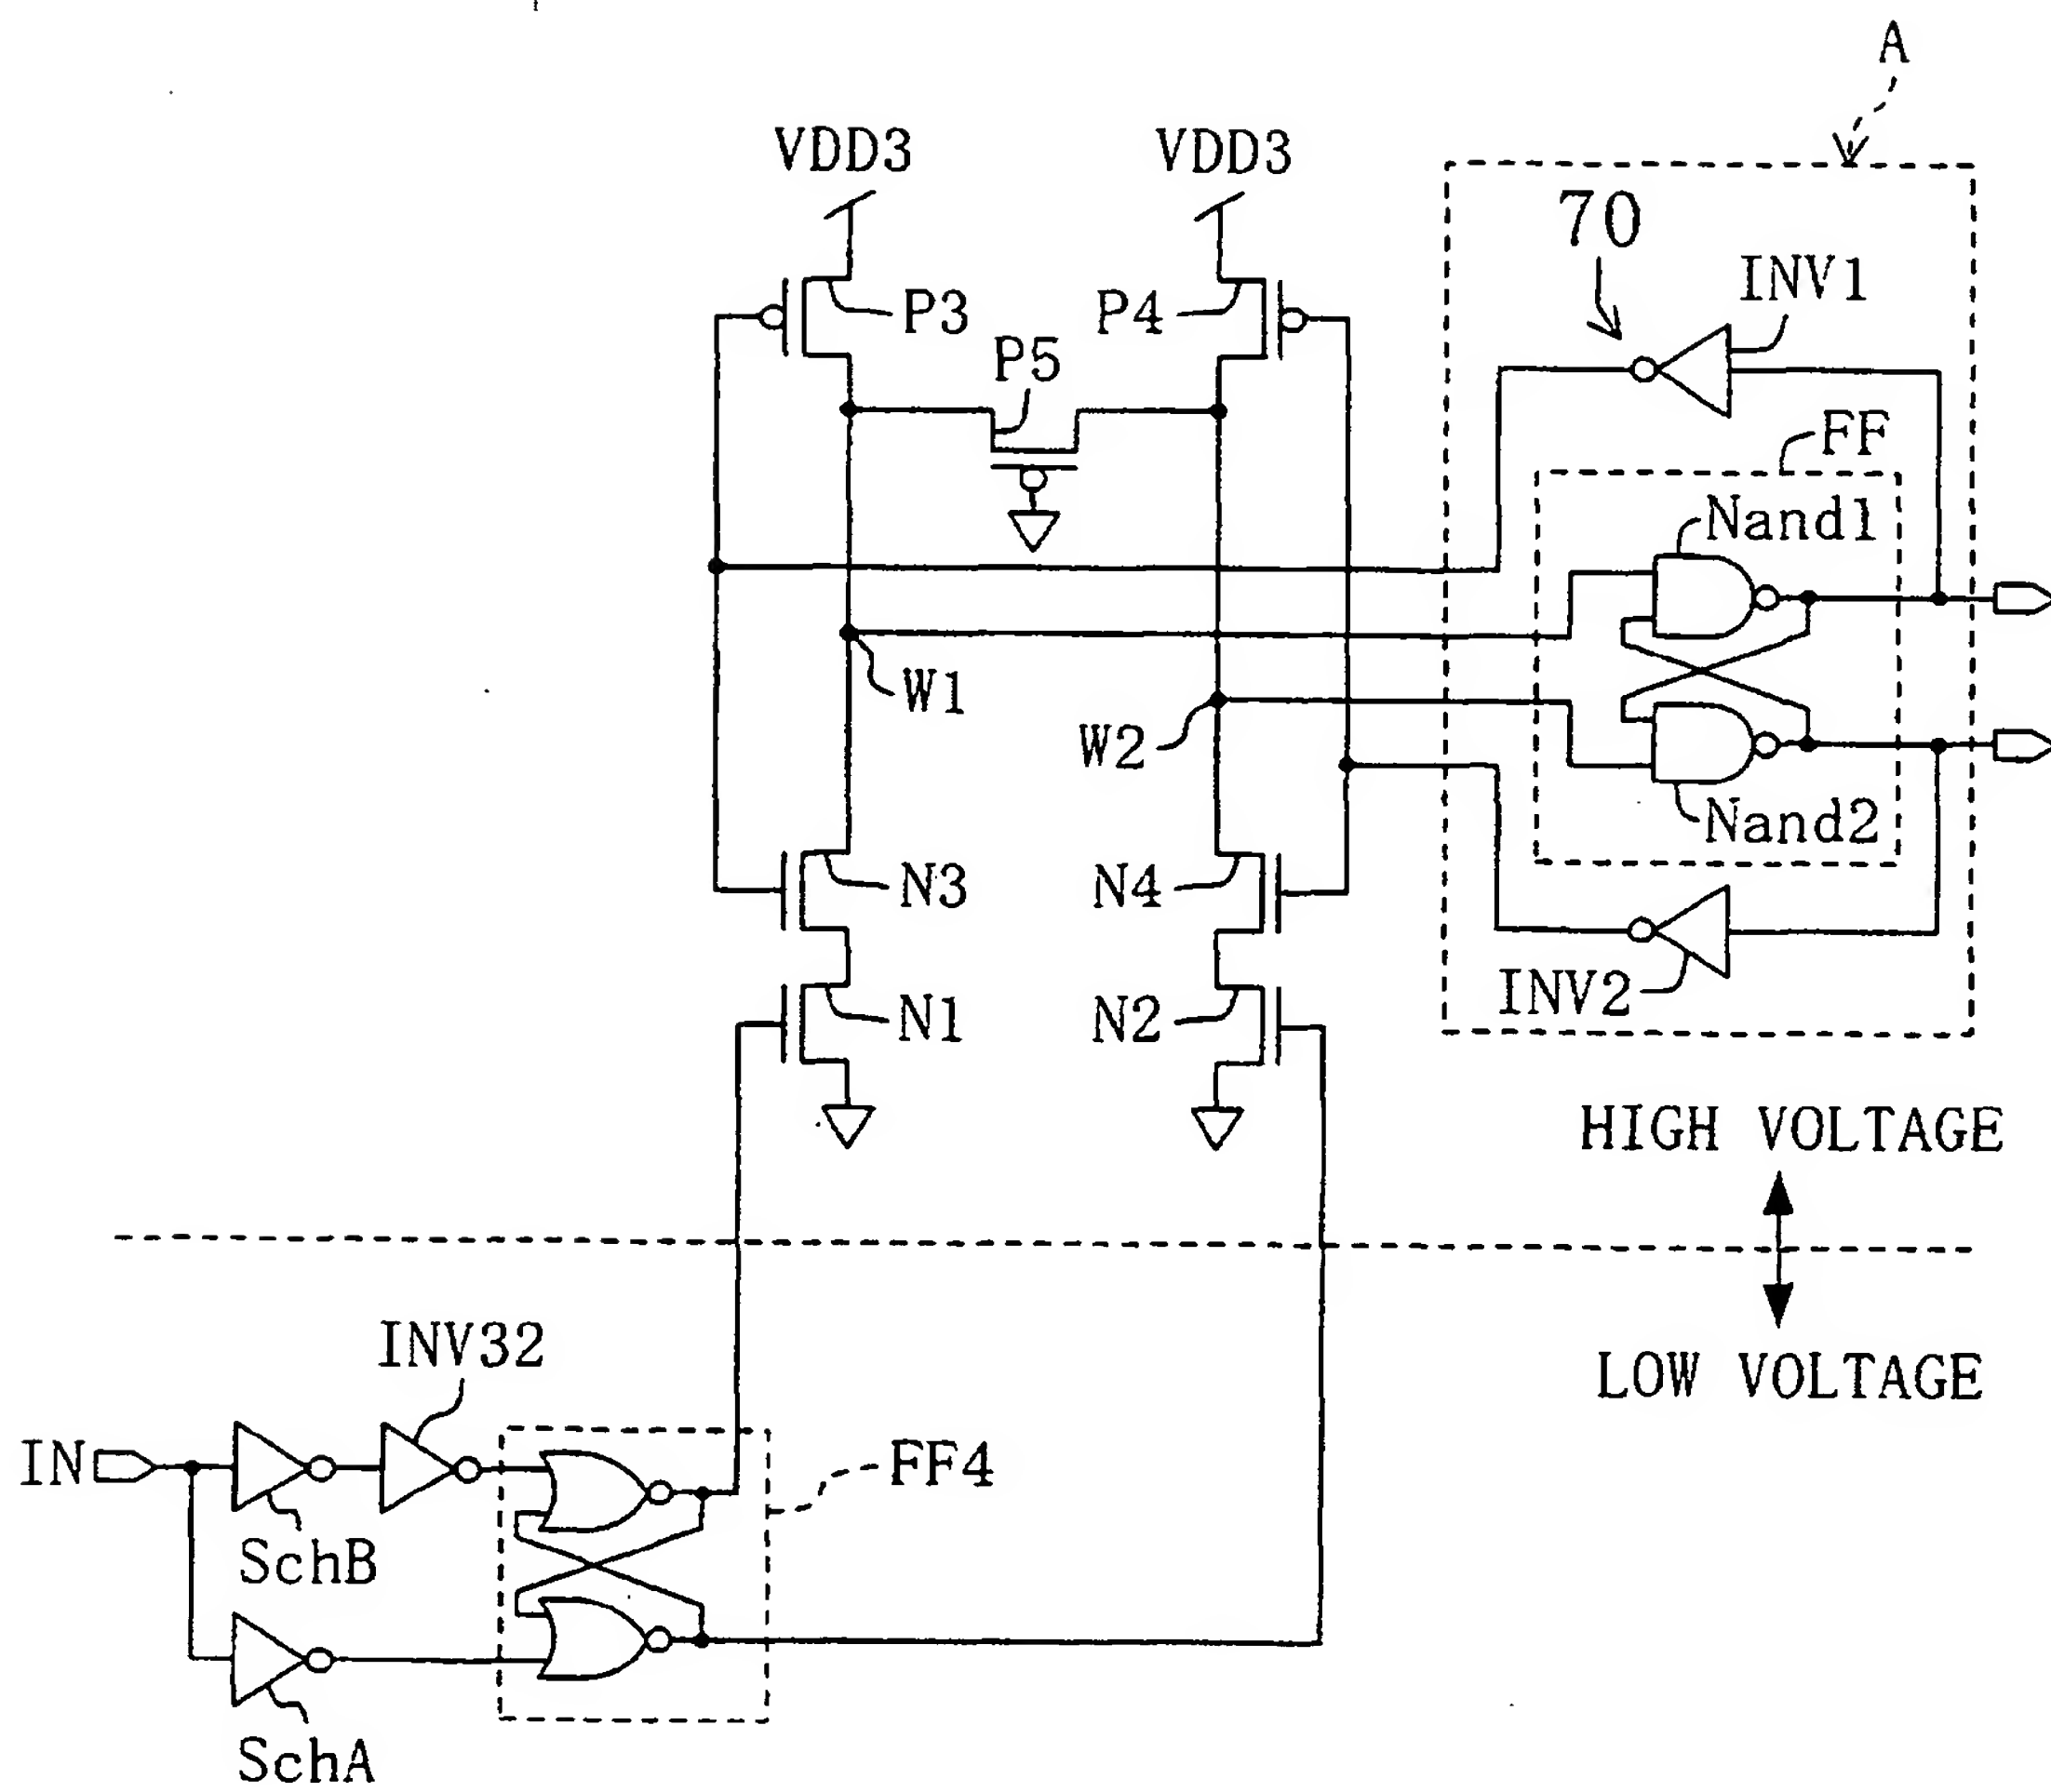 A
VDD3 VDD3
70
INV1
P3 P4
P5
FF
Nand1
W1
W2
Nand2
N3 N4
INV2
N1 N2
HIGH VOLTAGE
LOW VOLTAGE
INV32
IN
FF4
SchB
SchA